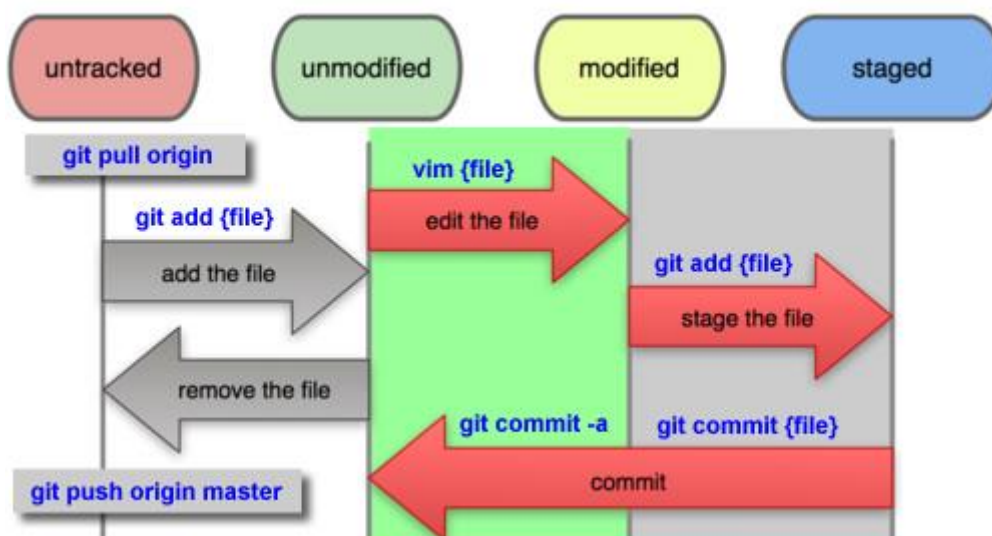 untracked
unmodified
modified
staged
git pull origin
vim {file}
git add {file}
edit the file
add the file
git add {file}
stage the file
remove the file
git commit -a
git commit {file}
commit
git push origin master